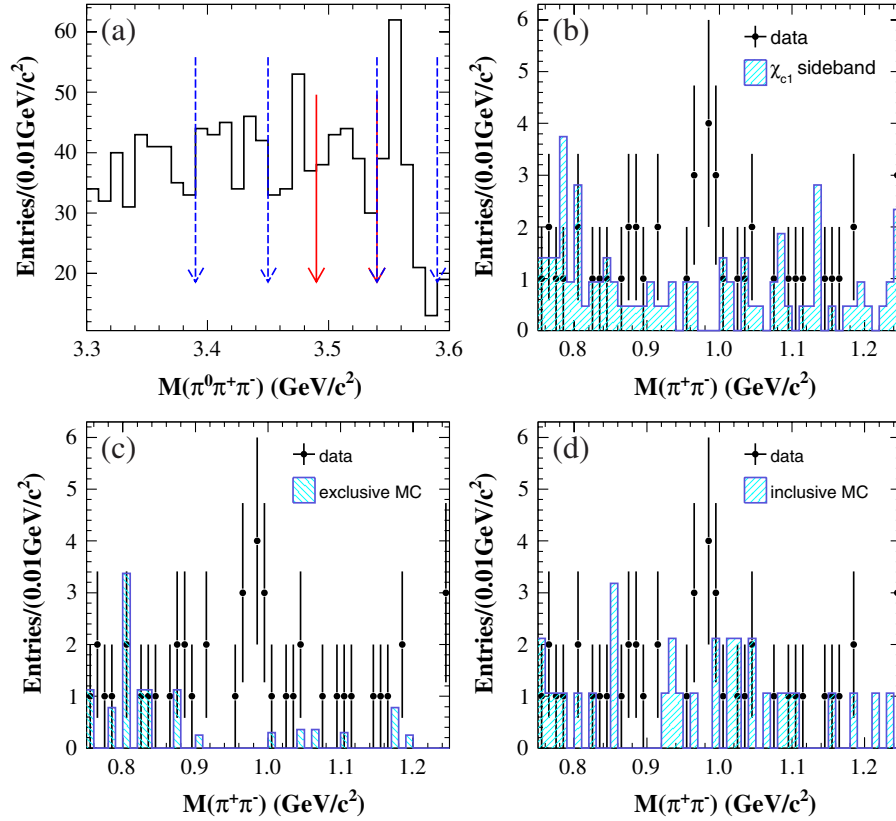 (a)
Entries/(0.01GeV/c²)
60
50
40
30
20
3.3 3.4 3.5 3.6
M(π⁰π⁺π⁻) (GeV/c²)
(b)
data
χc1 sideband
Entries/(0.01GeV/c²)
6
5
4
3
2
1
0
0.8 0.9 1.0 1.1 1.2
M(π⁺π⁻) (GeV/c²)
(c)
data
exclusive MC
Entries/(0.01GeV/c²)
6
5
4
3
2
1
0
0.8 0.9 1.0 1.1 1.2
M(π⁺π⁻) (GeV/c²)
(d)
data
inclusive MC
Entries/(0.01GeV/c²)
6
5
4
3
2
1
0
0.8 0.9 1.0 1.1 1.2
M(π⁺π⁻) (GeV/c²)